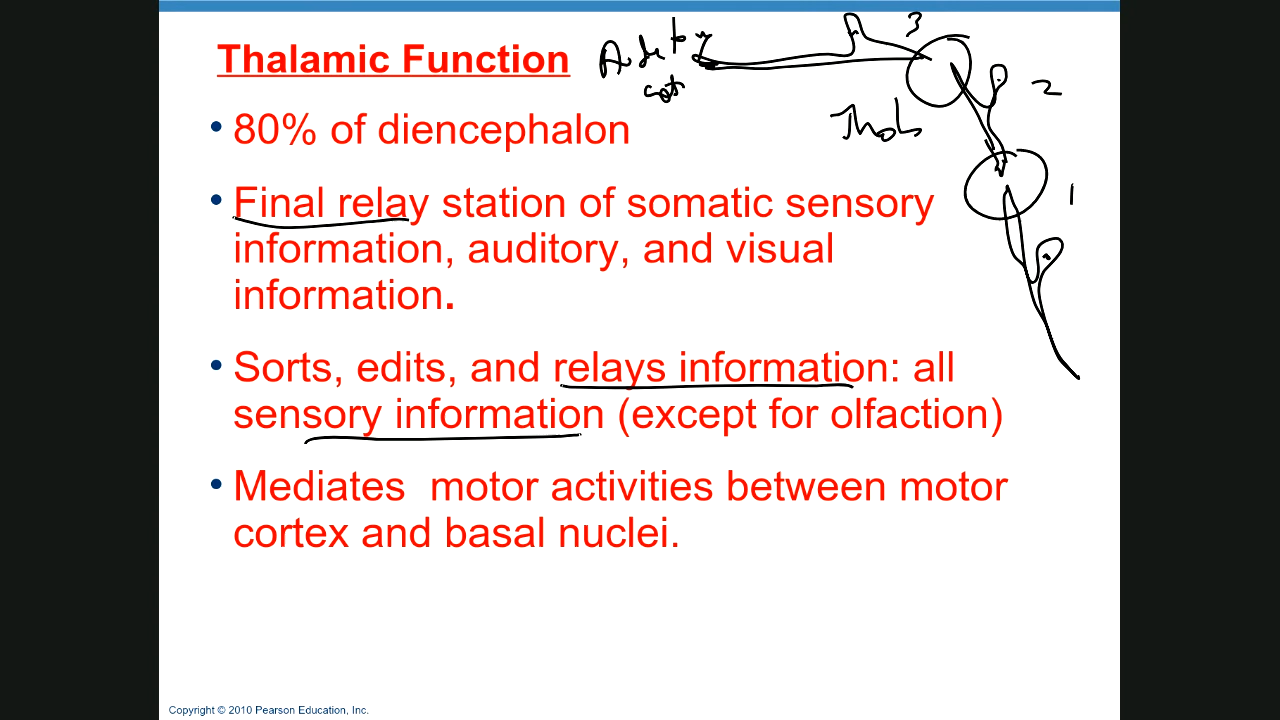 Thalamic Function
• 80% of diencephalon
• Final relay station of somatic sensory
information, auditory, and visual
information.
• Sorts, edits, and relays information: all
sensory information (except for olfaction)
• Mediates  motor activities between motor
cortex and basal nuclei.
3
2
1
Copyright © 2010 Pearson Education, Inc.